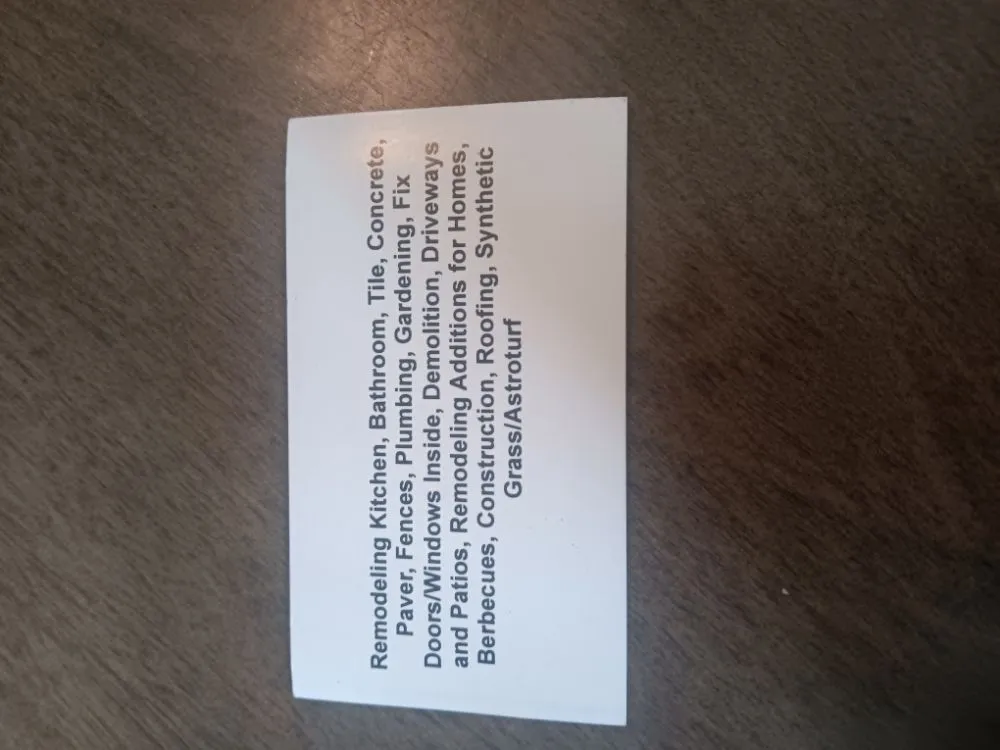 Remodeling Kitchen, Bathroom, Tile, Concrete,
Paver, Fences, Plumbing, Gardening, Fix
Doors/Windows Inside, Demolition, Driveways
and Patios, Remodeling Additions for Homes,
Berbecues, Construction, Roofing, Synthetic
Grass/Astroturf